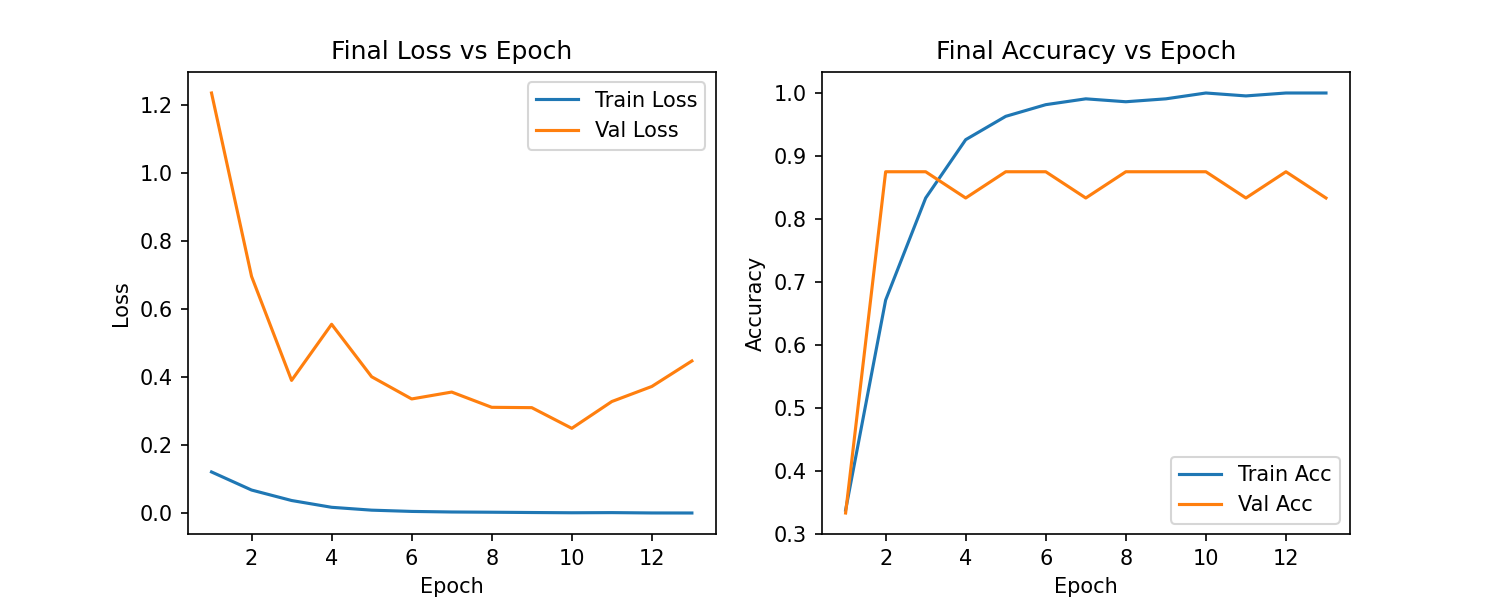 Final Loss vs Epoch
Train Loss
Val Loss
1.2
1.0
0.8
0.6
0.4
0.2
0.0
Loss
2 4 6 8 10 12
Epoch
Final Accuracy vs Epoch
1.0
0.9
0.8
0.7
0.6
0.5
0.4
0.3
Accuracy
Train Acc
Val Acc
2 4 6 8 10 12
Epoch